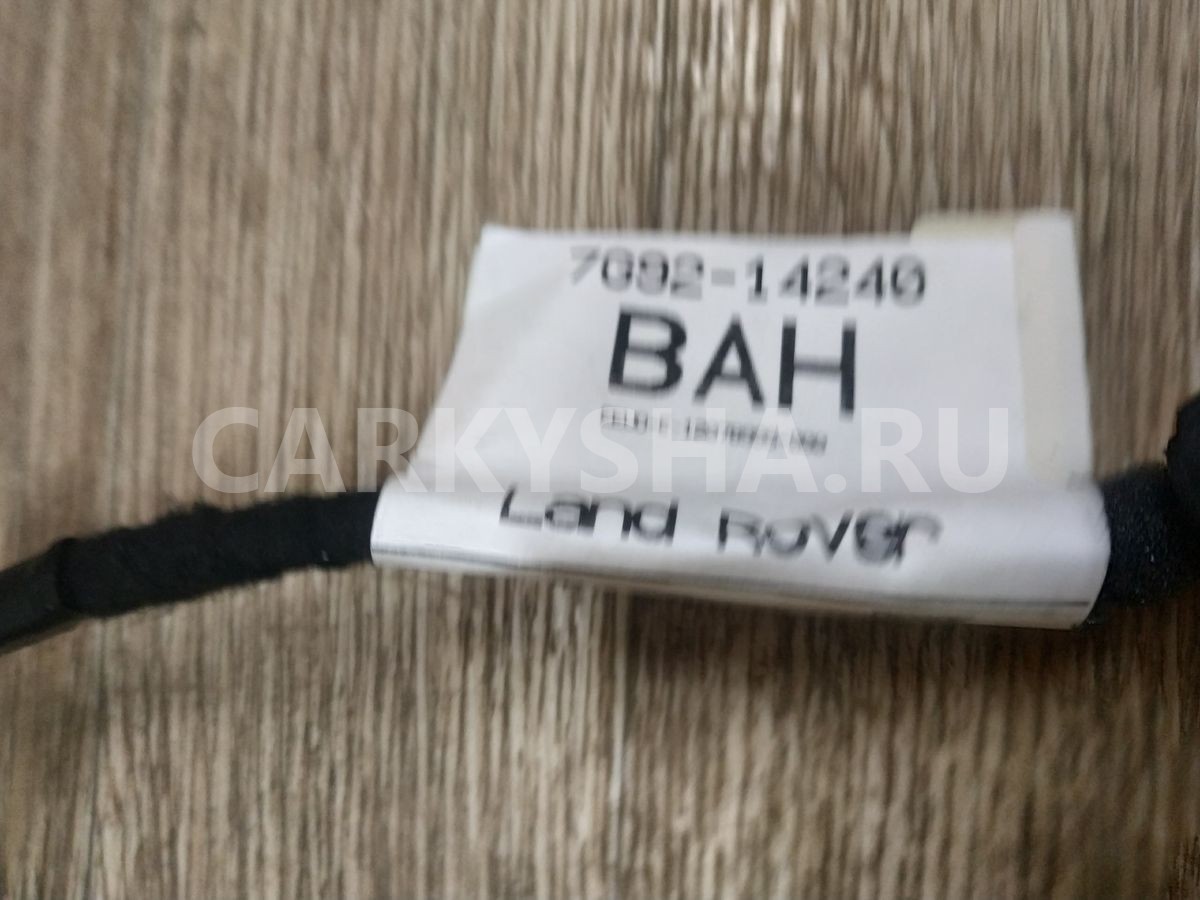 7G92-14240
BAH
Land Rover
CARKYSHA.RU